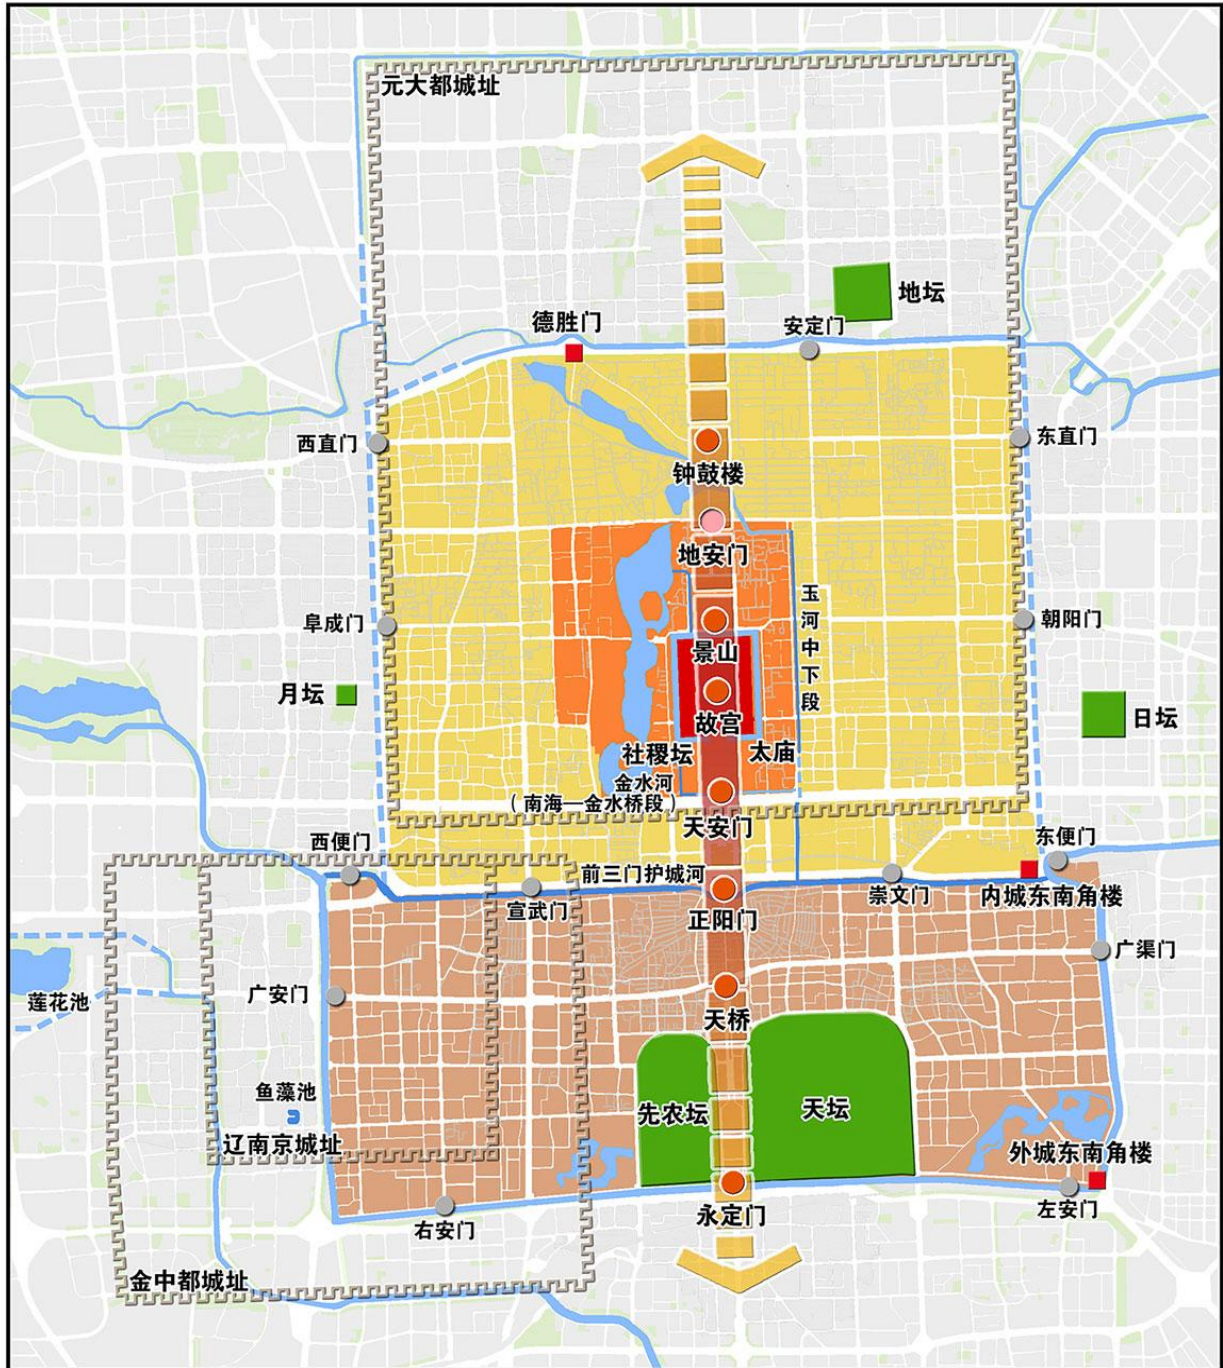 元大都城址
地坛
德胜门
安定门
西直门
东直门
钟鼓楼
地安门
玉河中下段
阜成门
朝阳门
景山
月坛
日坛
故宫
社稷坛
太庙
金水河
（南海—金水桥段）
天安门
西便门
东便门
前三门护城河
崇文门
内城东南角楼
宣武门
正阳门
广渠门
广安门
莲花池
天桥
鱼藻池
先农坛
天坛
辽南京城址
外城东南角楼
右安门
永定门
左安门
金中都城址